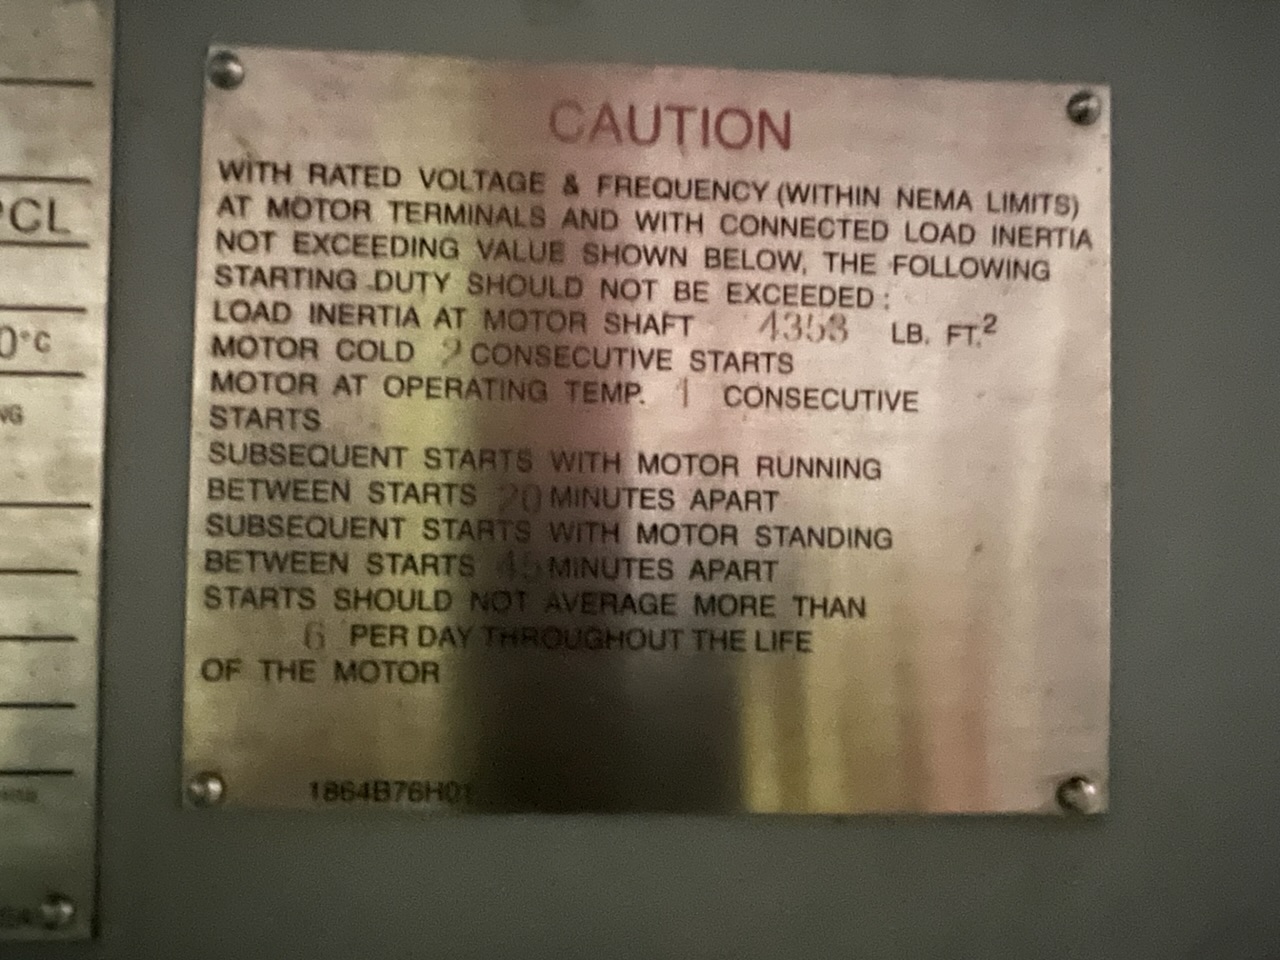 PCL
0°C
NG
CAUTION
WITH RATED VOLTAGE & FREQUENCY (WITHIN NEMA LIMITS)
AT MOTOR TERMINALS AND WITH CONNECTED LOAD INERTIA
NOT EXCEEDING VALUE SHOWN BELOW, THE FOLLOWING
STARTING DUTY SHOULD NOT BE EXCEEDED:
LOAD INERTIA AT MOTOR SHAFT 4353 LB. FT.²
MOTOR COLD 2 CONSECUTIVE STARTS
MOTOR AT OPERATING TEMP. 1 CONSECUTIVE
STARTS
SUBSEQUENT STARTS WITH MOTOR RUNNING
BETWEEN STARTS 20 MINUTES APART
SUBSEQUENT STARTS WITH MOTOR STANDING
BETWEEN STARTS 45 MINUTES APART
STARTS SHOULD NOT AVERAGE MORE THAN
6 PER DAY THROUGHOUT THE LIFE
OF THE MOTOR
1864B76H01